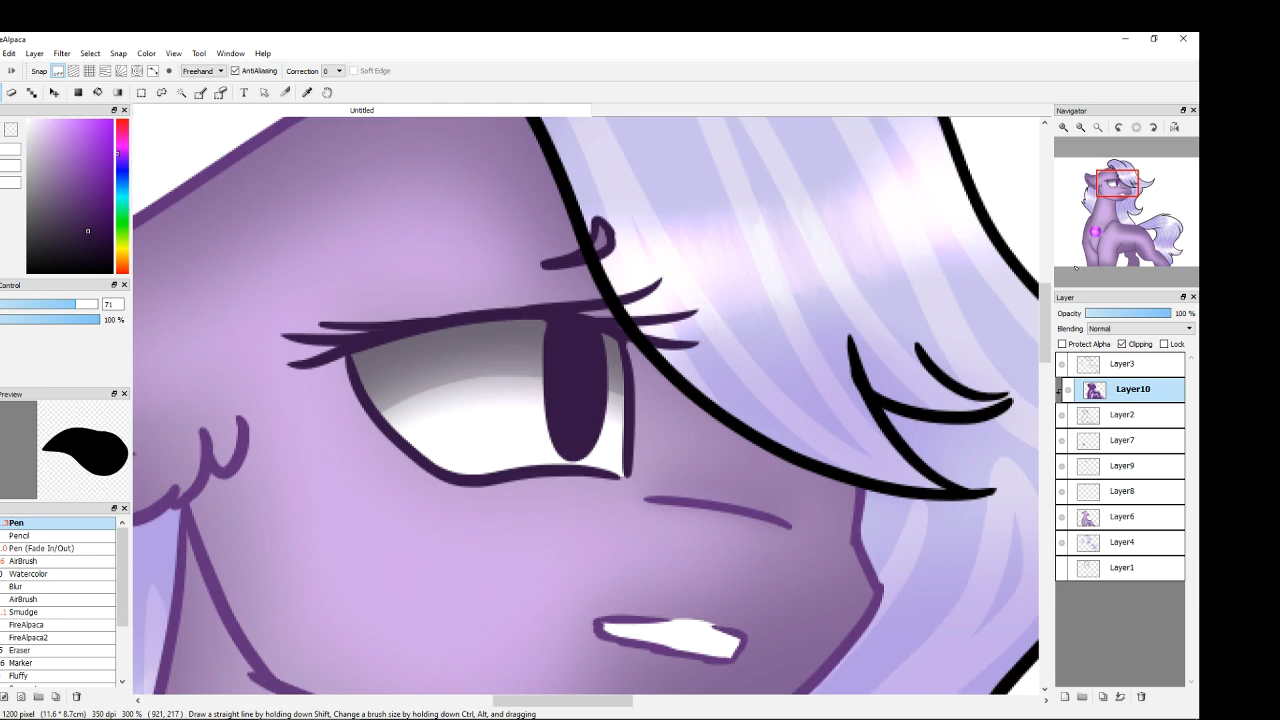 eAlpaca
Edit Layer Filter Select Snap Color View Tool Window Help
Snap Freehand AntiAliasing Correction 0 Soft Edge
Untitled
Navigator
Control
71
100 %
Layer
Opacity 100 %
Blending Normal
Protect Alpha Clipping Lock
Layer3
Layer10
Layer2
Layer7
Layer9
Layer8
Layer6
Layer4
Layer1
Preview
Pen
Pencil
Pen (Fade In/Out)
AirBrush
Watercolor
Blur
AirBrush
Smudge
FireAlpaca
FireAlpaca2
Eraser
Marker
Fluffy
1200 pixel (11.6 * 8.7cm) 350 dpi 300 % ( 921, 217 ) Draw a straight line by holding down Shift, Change a brush size by holding down Ctrl, Alt, and dragging